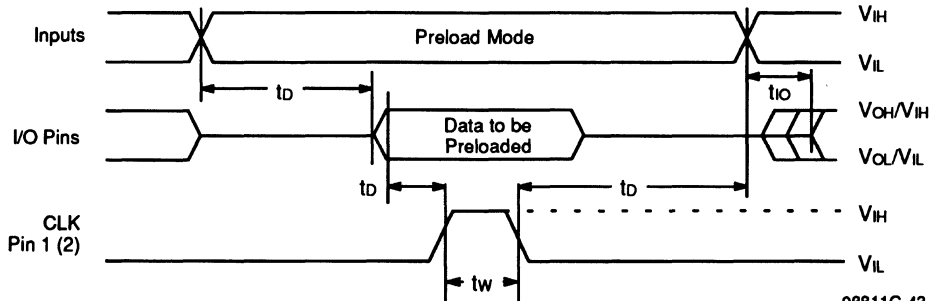 Inputs
Preload Mode
VIH
VIL
tD
tIO
I/O Pins
Data to be
Preloaded
VOH/VIH
VOL/VIL
tD
tD
CLK
Pin 1 (2)
VIH
VIL
tW